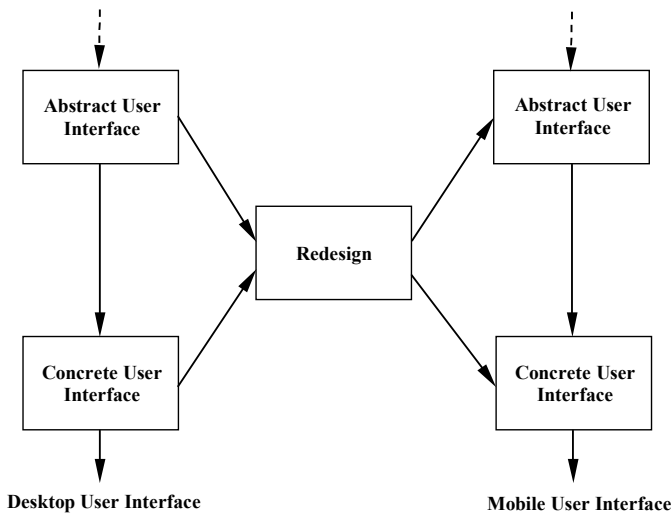 Abstract User
Interface
Abstract User
Interface
Redesign
Concrete User
Interface
Concrete User
Interface
Desktop User Interface
Mobile User Interface